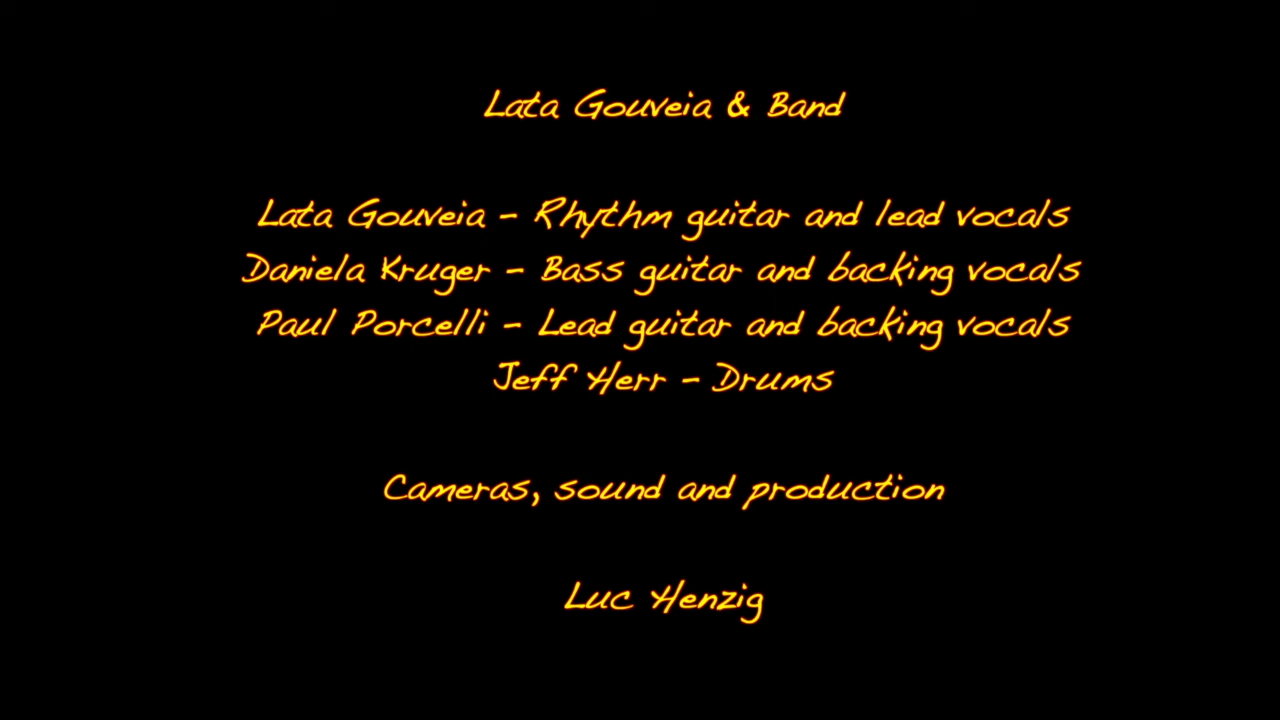 Lata Gouveia & Band
Lata Gouveia - Rhythm guitar and lead vocals
Daniela Kruger - Bass guitar and backing vocals
Paul Porcelli - Lead guitar and backing vocals
Jeff Herr - Drums
Cameras, sound and production
Luc Henzig